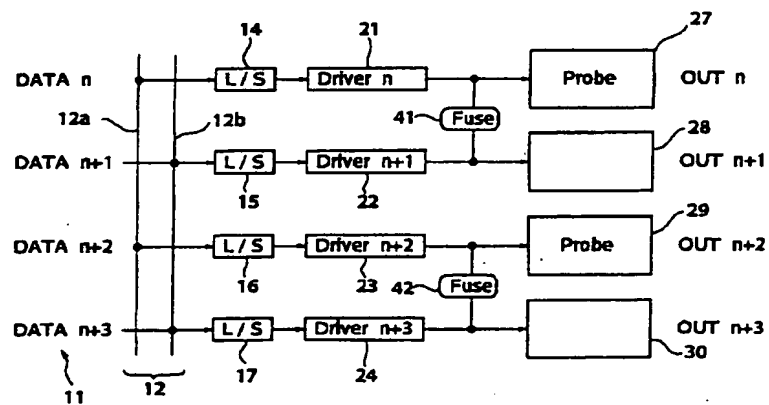 14
21
27
DATA n
L / S
Driver n
Probe
OUT n
12a
12b
41
Fuse
28
DATA n+1
L / S
Driver n+1
OUT n+1
15
22
29
DATA n+2
L / S
Driver n+2
Probe
OUT n+2
16
23
42
Fuse
DATA n+3
L / S
Driver n+3
OUT n+3
30
11
12
17
24